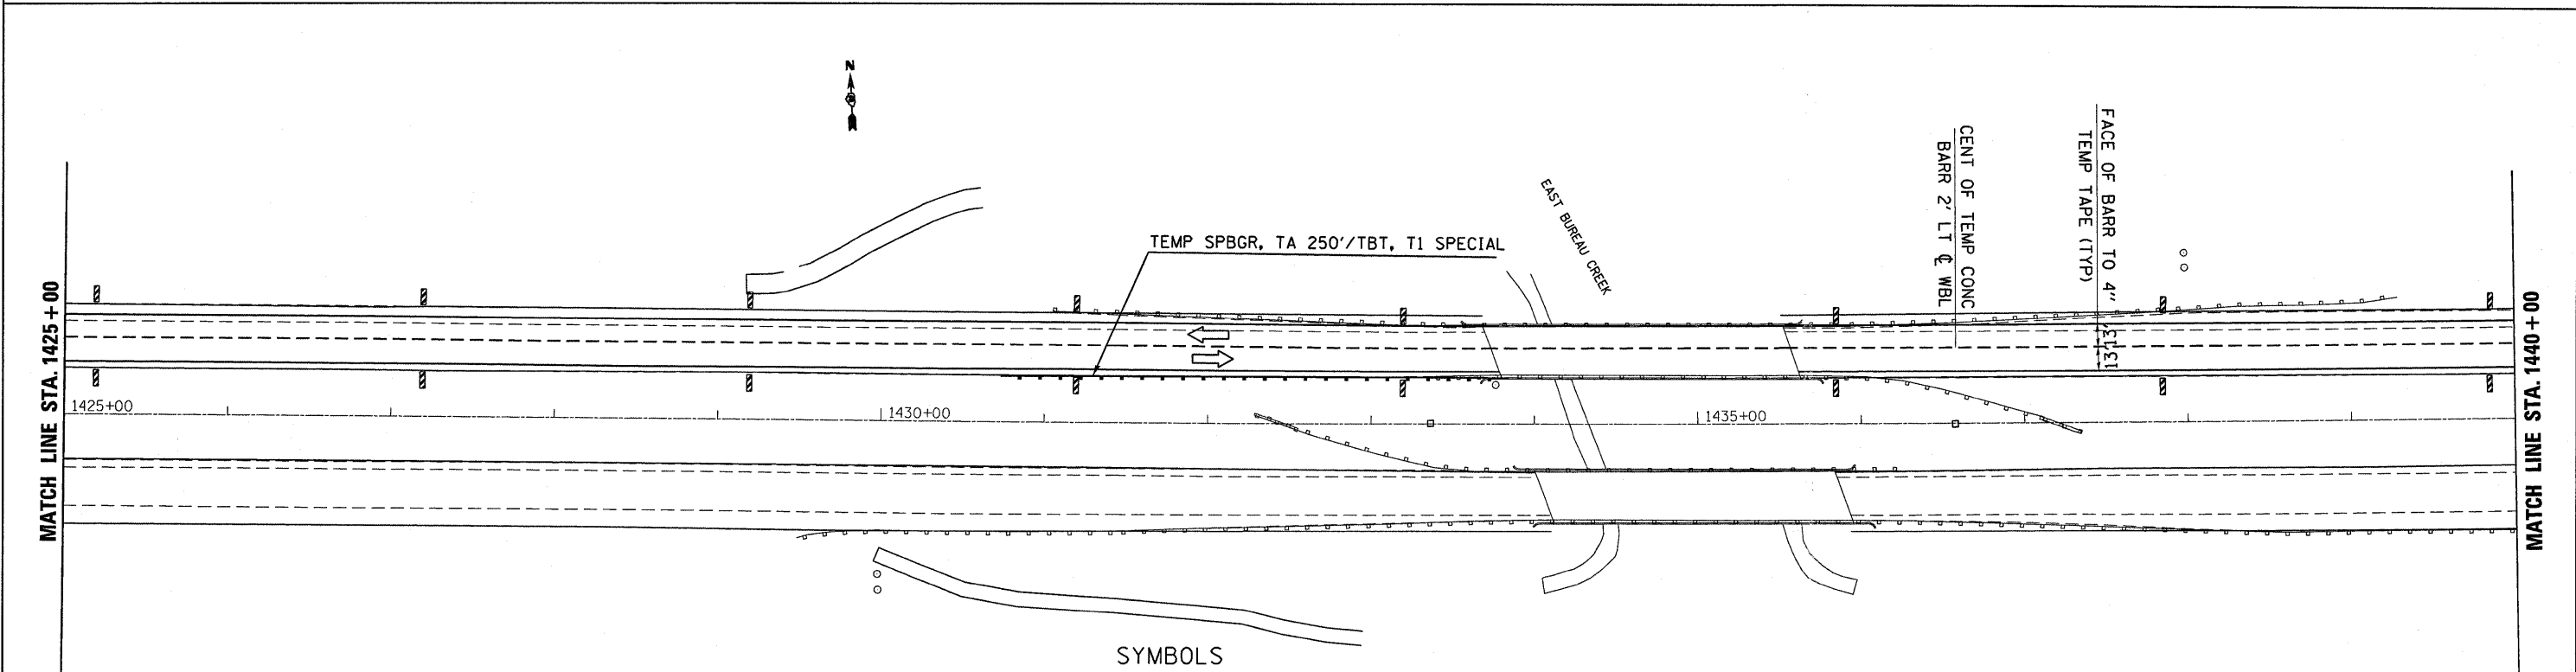 N
EAST BUREAU CREEK
TEMP SPBGR, TA 250'/TBT, T1 SPECIAL
CENT OF TEMP CONC
BARR 2' LT ℄ WBL
FACE OF BARR TO 4"
TEMP TAPE (TYP)
13'
13'
MATCH LINE STA. 1425+00
MATCH LINE STA. 1440+00
1425+00
1430+00
1435+00
SYMBOLS